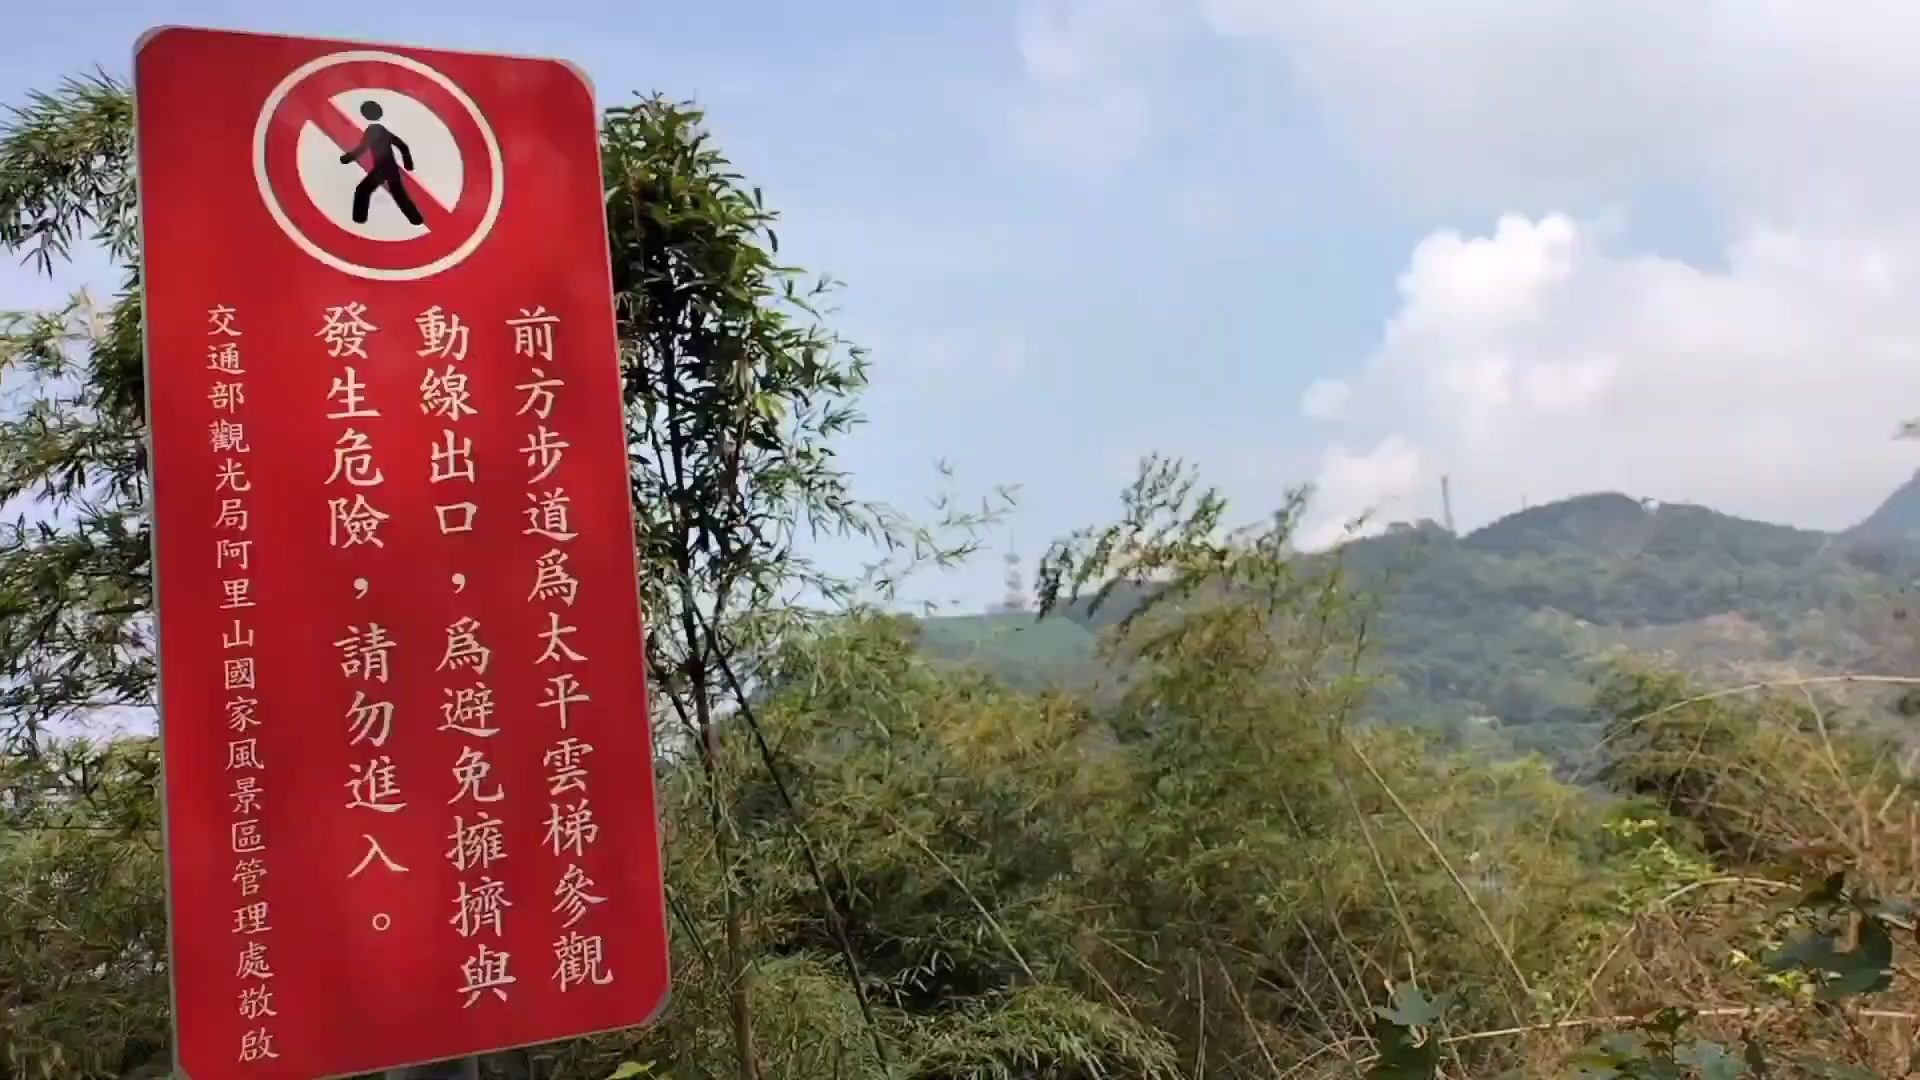 前方步道爲太平雲梯參觀
動線出口，爲避免擁擠與
發生危險，請勿進入。
交通部觀光局阿里山國家風景區管理處敬啟